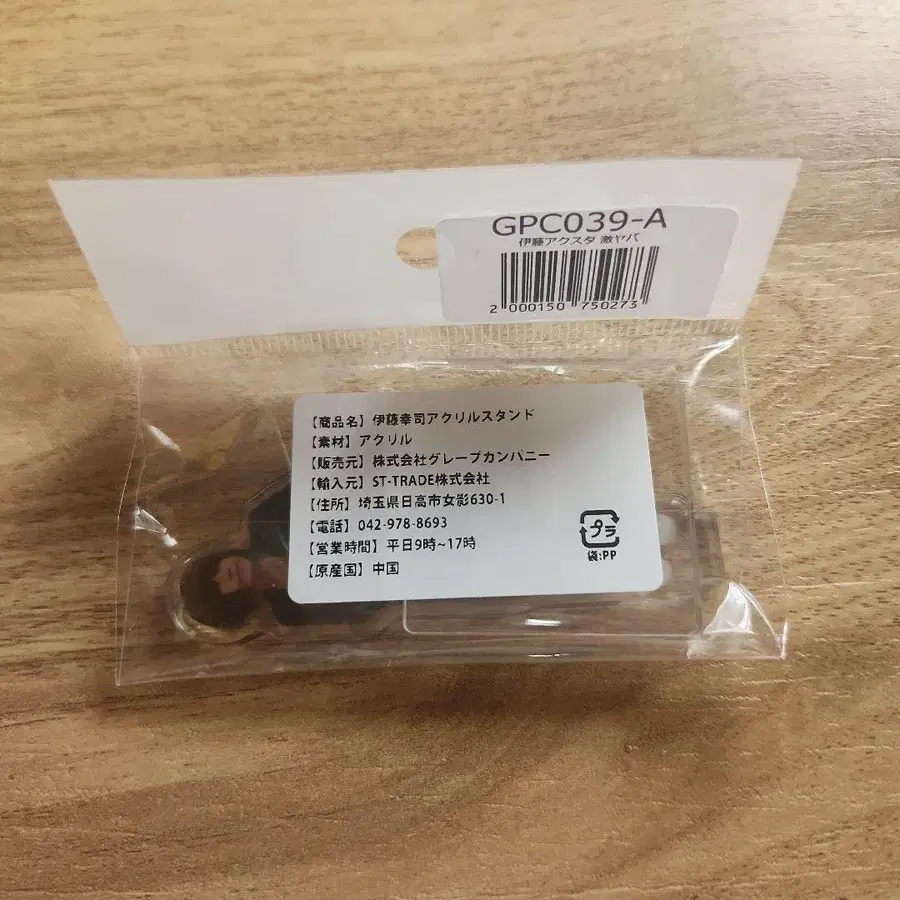 GPC039-A
伊藤アクスタ 激ヤバ
2 000150 750273
【商品名】伊藤幸司アクリルスタンド
【素材】アクリル
【販売元】株式会社グレープカンパニー
【輸入元】ST-TRADE株式会社
【住所】埼玉県日高市女影630-1
【電話】042-978-8693
【営業時間】平日9時~17時
【原産国】中国
プラ
袋:PP